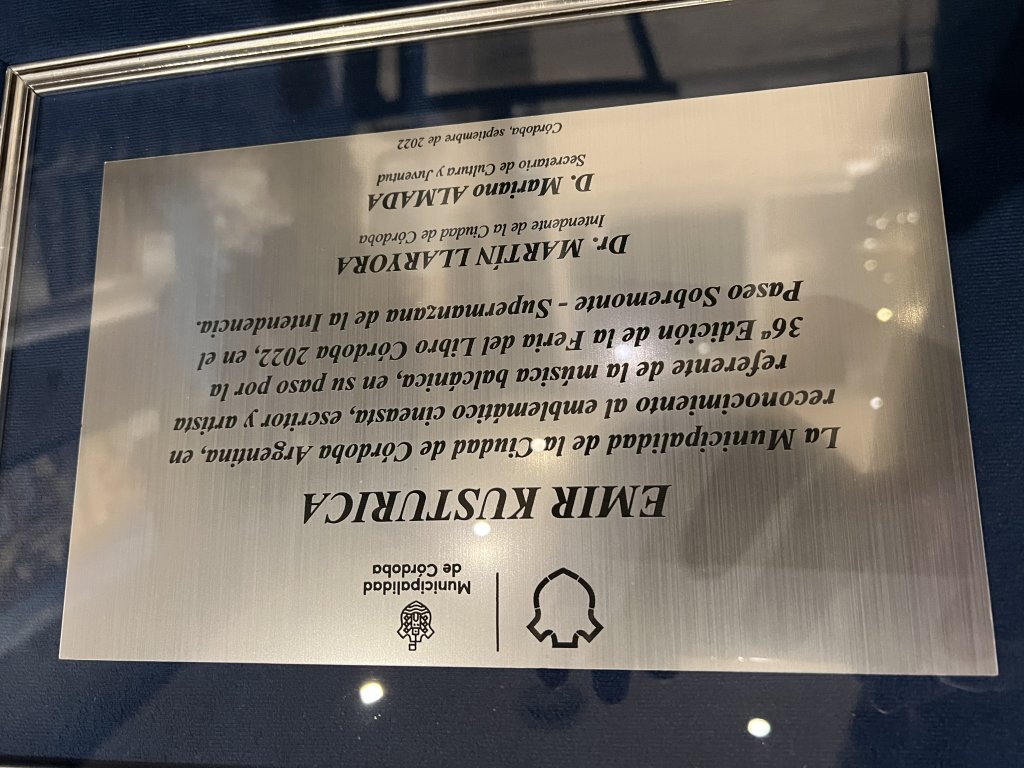 Municipalidad
de Córdoba
EMIR KUSTURICA
La Municipalidad de la Ciudad de Córdoba Argentina, en
reconocimiento al emblemático cineasta, escritor y artista
referente de la música balcánica, en su paso por la
36ª Edición de la Feria del Libro Córdoba 2022, en el
Paseo Sobremonte - Supermanzana de la Intendencia.
Dr. MARTÍN LLARYORA
Intendente de la Ciudad de Córdoba
D. Mariano ALMADA
Secretario de Cultura y Juventud
Córdoba, septiembre de 2022